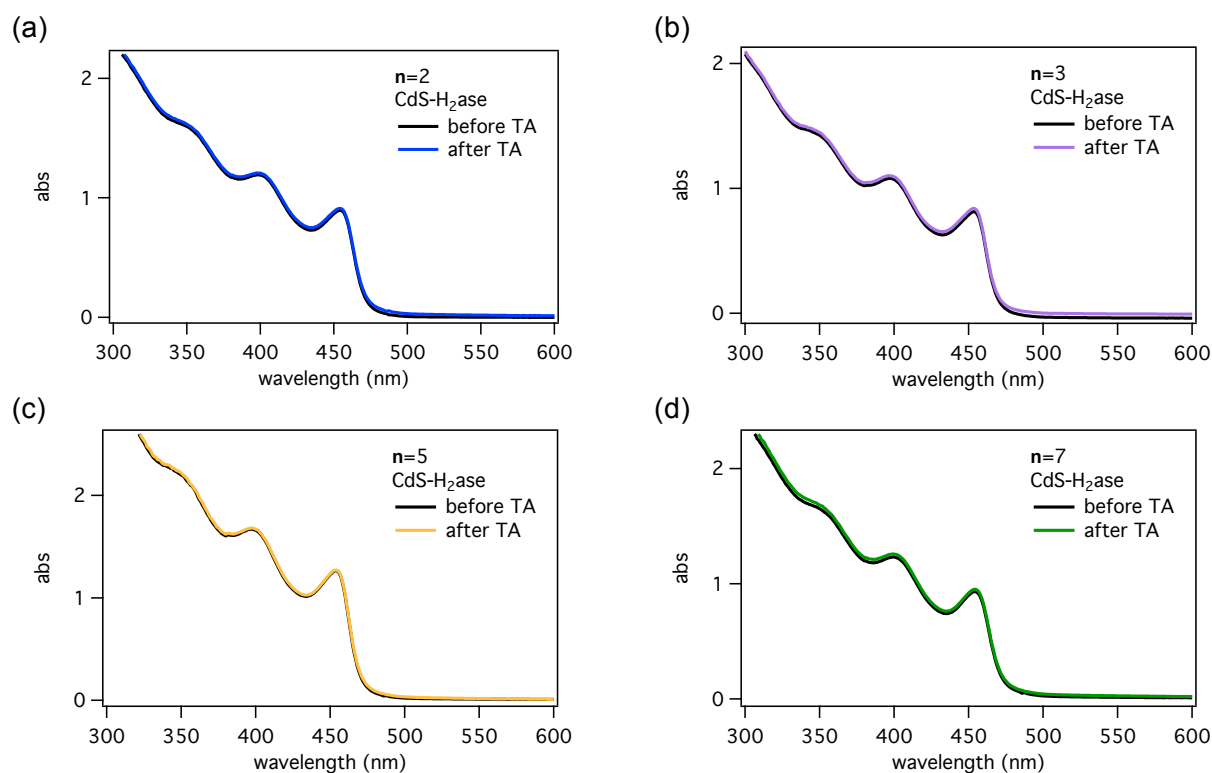 (a)
n=2
CdS-H₂ase
before TA
after TA
abs
2
1
0
300 350 400 450 500 550 600
wavelength (nm)
(b)
n=3
CdS-H₂ase
before TA
after TA
abs
2
1
0
300 350 400 450 500 550 600
wavelength (nm)
(c)
n=5
CdS-H₂ase
before TA
after TA
abs
2
1
0
300 350 400 450 500 550 600
wavelength (nm)
(d)
n=7
CdS-H₂ase
before TA
after TA
abs
2
1
0
300 350 400 450 500 550 600
wavelength (nm)